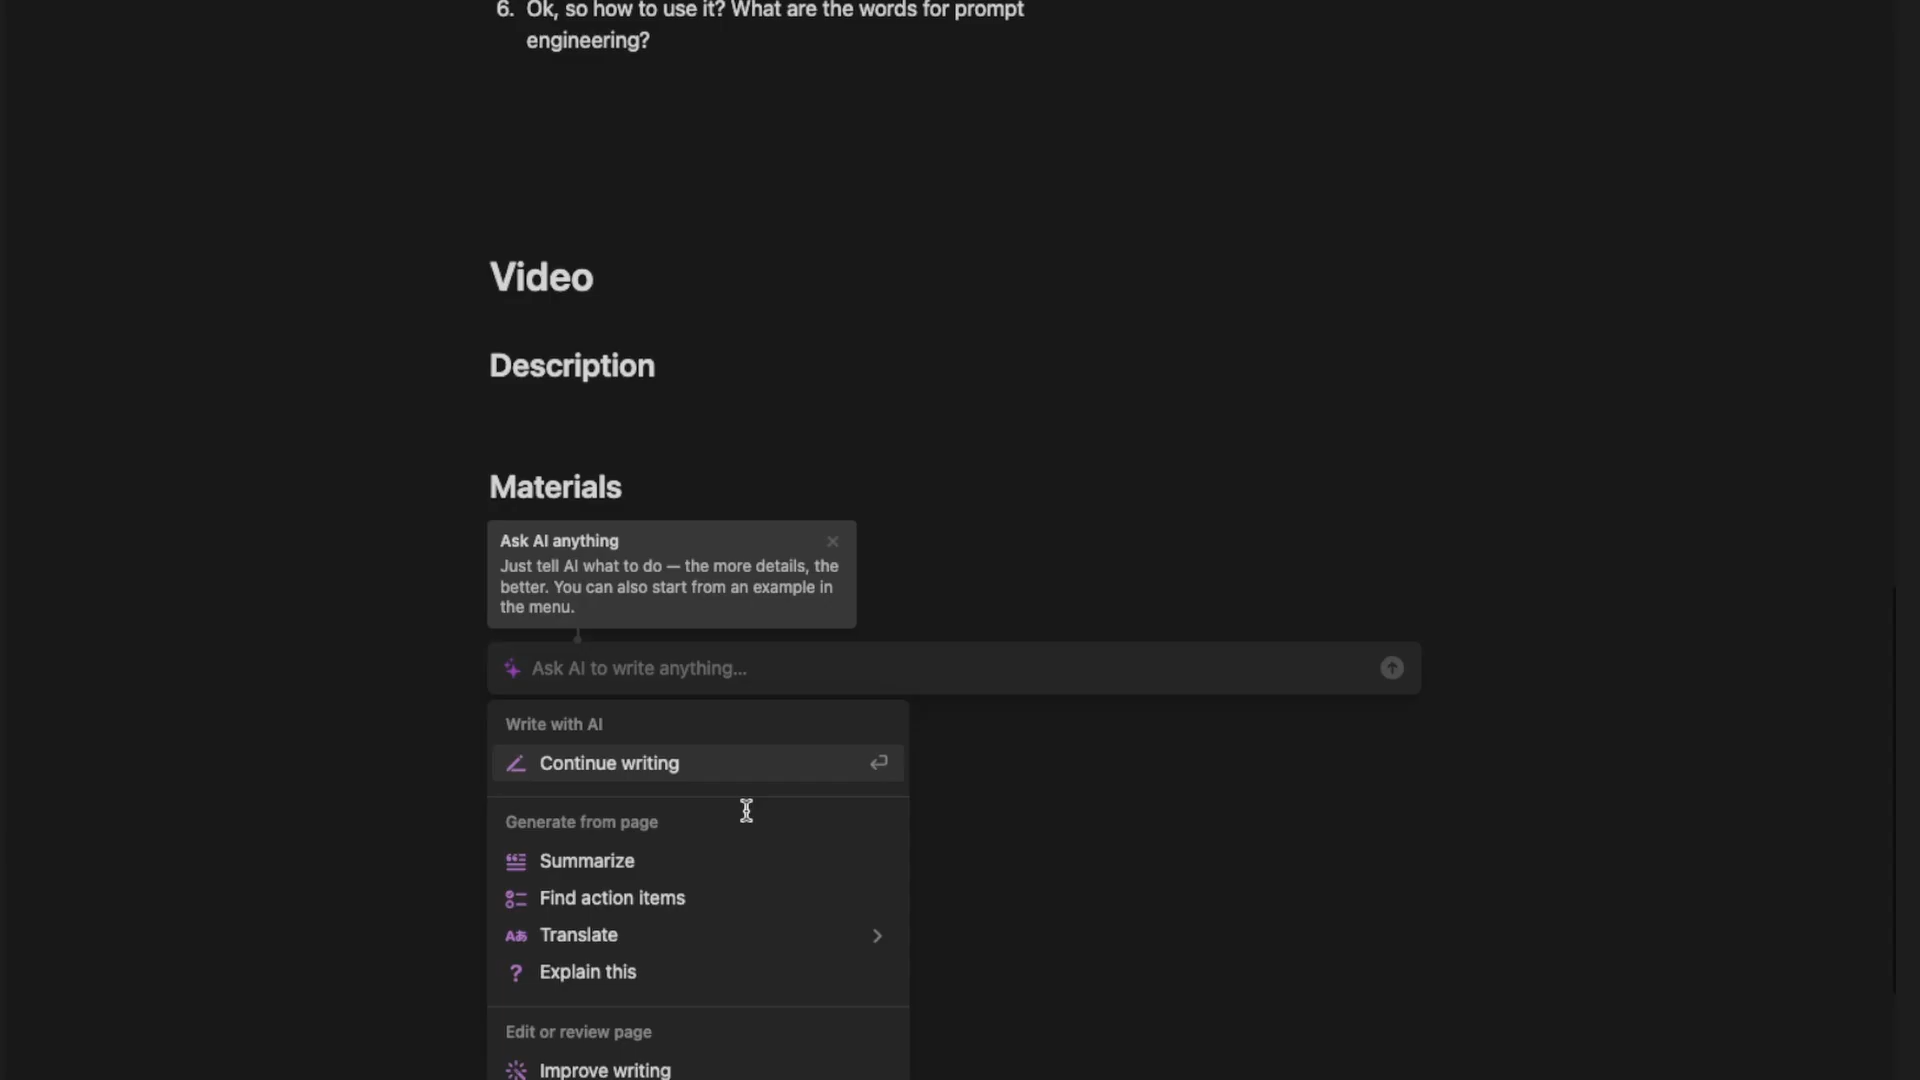 6. Ok, so how to use it? What are the words for prompt
engineering?
Video
Description
Materials
Ask AI anything
Just tell AI what to do — the more details, the
better. You can also start from an example in
the menu.
Ask AI to write anything...
Write with AI
Continue writing
Generate from page
Summarize
Find action items
Translate
Explain this
Edit or review page
Improve writing